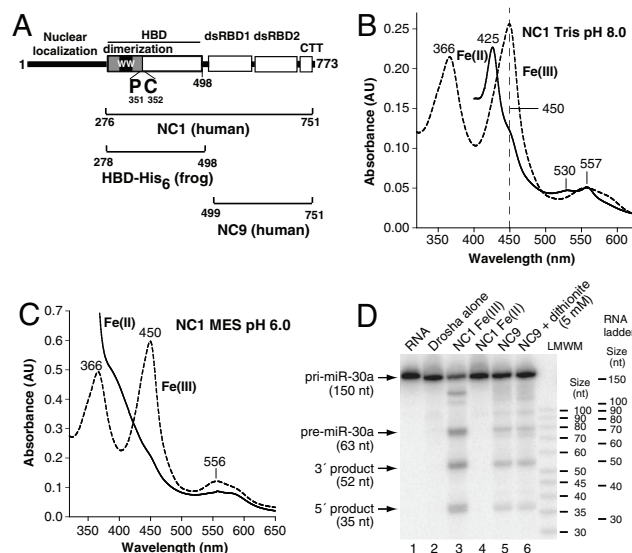 A
Nuclear
localization
HBD
dimerization
dsRBD1 dsRBD2
CTT
1
WW
773
P C
351 352
498
276 751
NC1 (human)
278 498
HBD-His6 (frog)
499 751
NC9 (human)
B
NC1 Tris pH 8.0
Absorbance (AU)
0.25
0.20
0.15
0.10
0.05
0.00
366
Fe(II)
425
Fe(III)
450
530
557
350 400 450 500 550 600
Wavelength (nm)
C
NC1 MES pH 6.0
Absorbance (AU)
0.7
0.6
0.5
0.4
0.3
0.2
0.1
0
Fe(II)
366
450
Fe(III)
556
350 400 450 500 550 600 650
Wavelength (nm)
D
RNA
Drosha alone
NC1 Fe(III)
NC1 Fe(II)
NC9
NC9 + dithionite
(5 mM)
LMWM
RNA
ladder
Size
(nt)
Size
(nt)
pri-miR-30a
(150 nt)
pre-miR-30a
(63 nt)
3´ product
(52 nt)
5´ product
(35 nt)
100
90
80
70
60
50
45
40
35
30
150
100
90
80
70
60
50
40
30
1 2 3 4 5 6